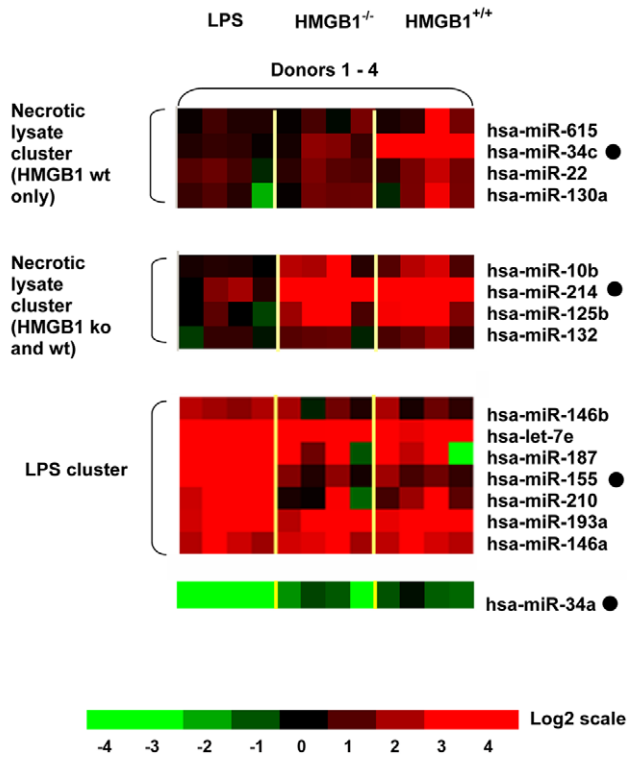 LPS HMGB1-/- HMGB1+/+
Donors 1 - 4
Necrotic
lysate
cluster
(HMGB1 wt
only)
hsa-miR-615
hsa-miR-34c
hsa-miR-22
hsa-miR-130a
Necrotic
lysate
cluster
(HMGB1 ko
and wt)
hsa-miR-10b
hsa-miR-214
hsa-miR-125b
hsa-miR-132
LPS cluster
hsa-miR-146b
hsa-let-7e
hsa-miR-187
hsa-miR-155
hsa-miR-210
hsa-miR-193a
hsa-miR-146a
hsa-miR-34a
Log2 scale
-4 -3 -2 -1 0 1 2 3 4